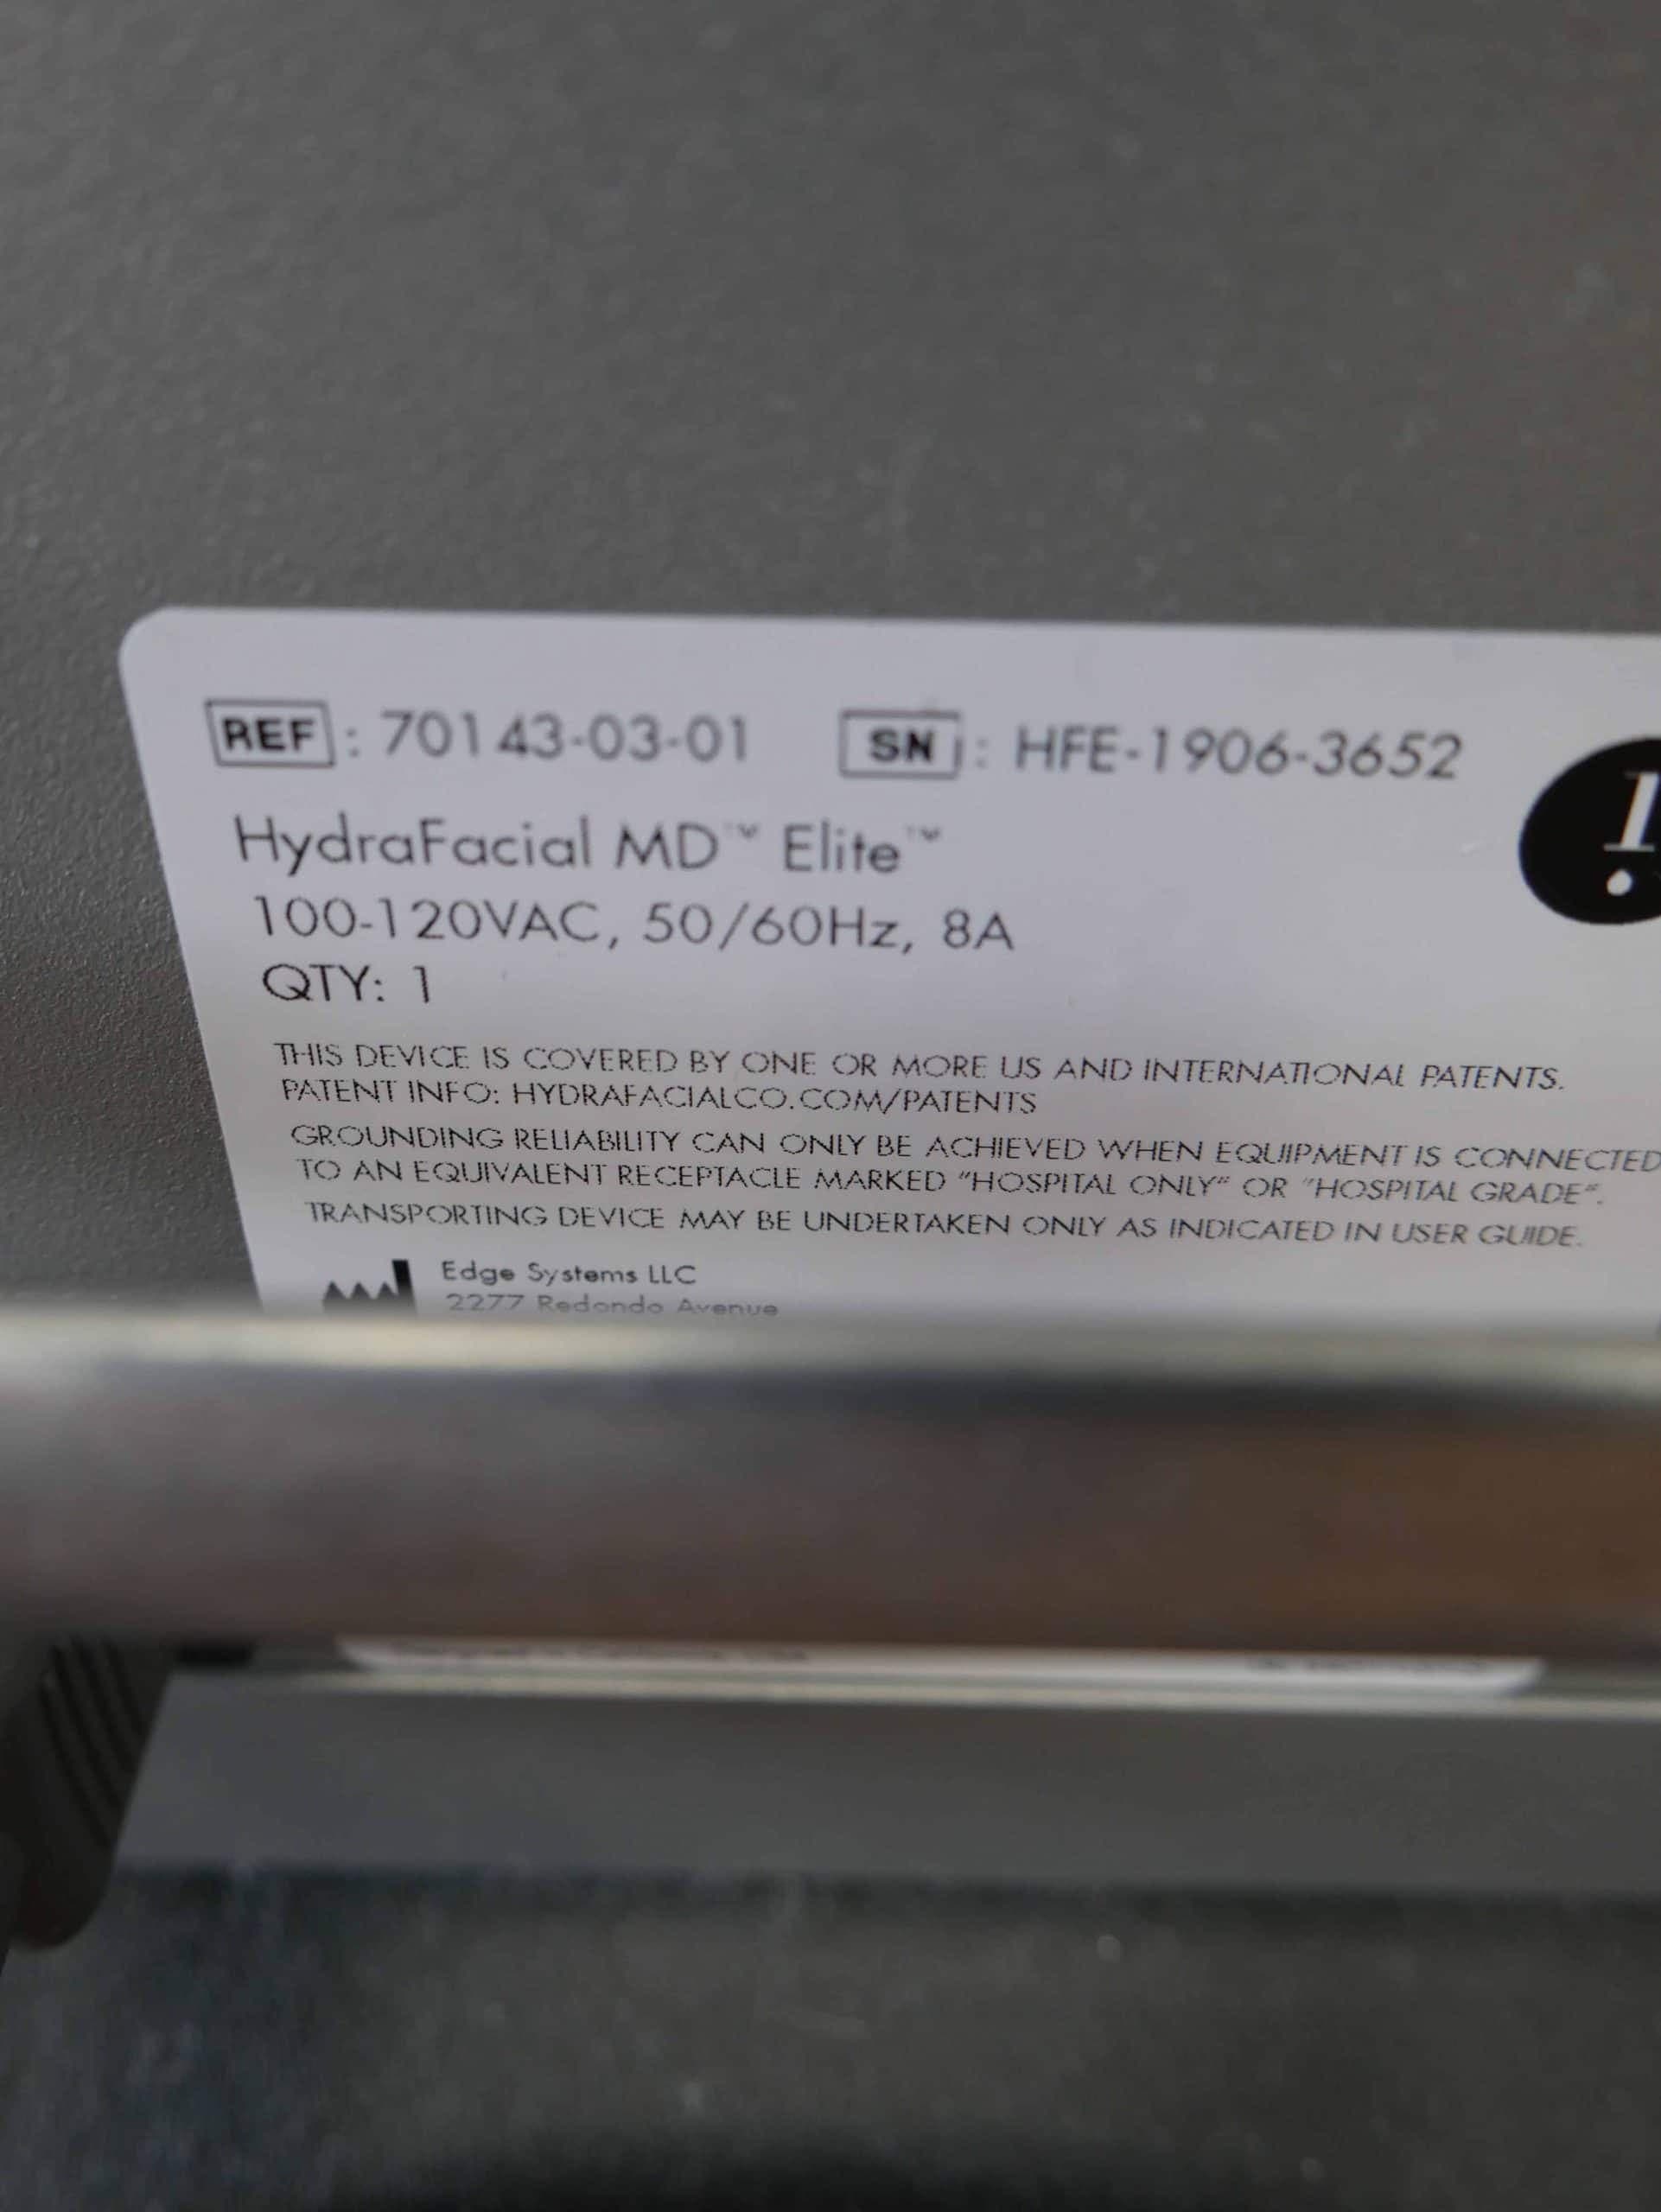 REF : 70143-03-01 SN : HFE-1906-3652
HydraFacial MD™ Elite™
100-120VAC, 50/60Hz, 8A
QTY: 1
THIS DEVICE IS COVERED BY ONE OR MORE US AND INTERNATIONAL PATENTS.
PATENT INFO: HYDRAFACIALCO.COM/PATENTS
GROUNDING RELIABILITY CAN ONLY BE ACHIEVED WHEN EQUIPMENT IS CONNECTED
TO AN EQUIVALENT RECEPTACLE MARKED "HOSPITAL ONLY" OR "HOSPITAL GRADE".
TRANSPORTING DEVICE MAY BE UNDERTAKEN ONLY AS INDICATED IN USER GUIDE.
Edge Systems LLC
2277 Redondo Avenue